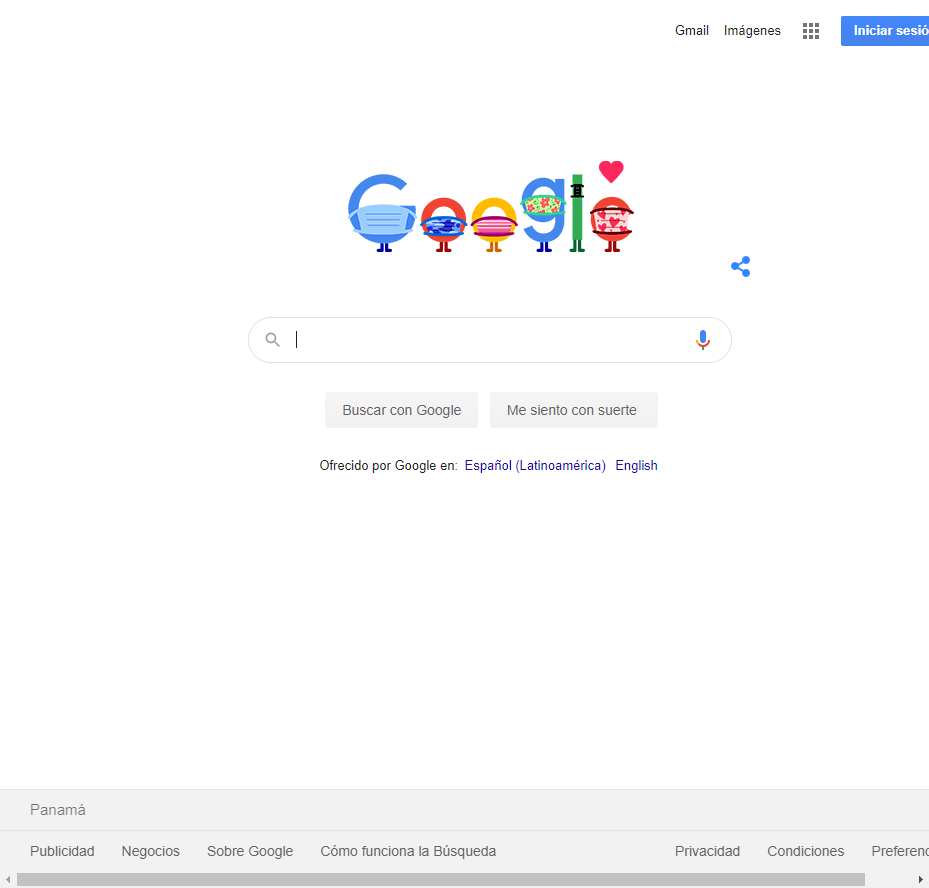 Gmail Imágenes Iniciar sesió
Google
Buscar con Google Me siento con suerte
Ofrecido por Google en: Español (Latinoamérica) English
Panamá
Publicidad Negocios Sobre Google Cómo funciona la Búsqueda Privacidad Condiciones Preferenc